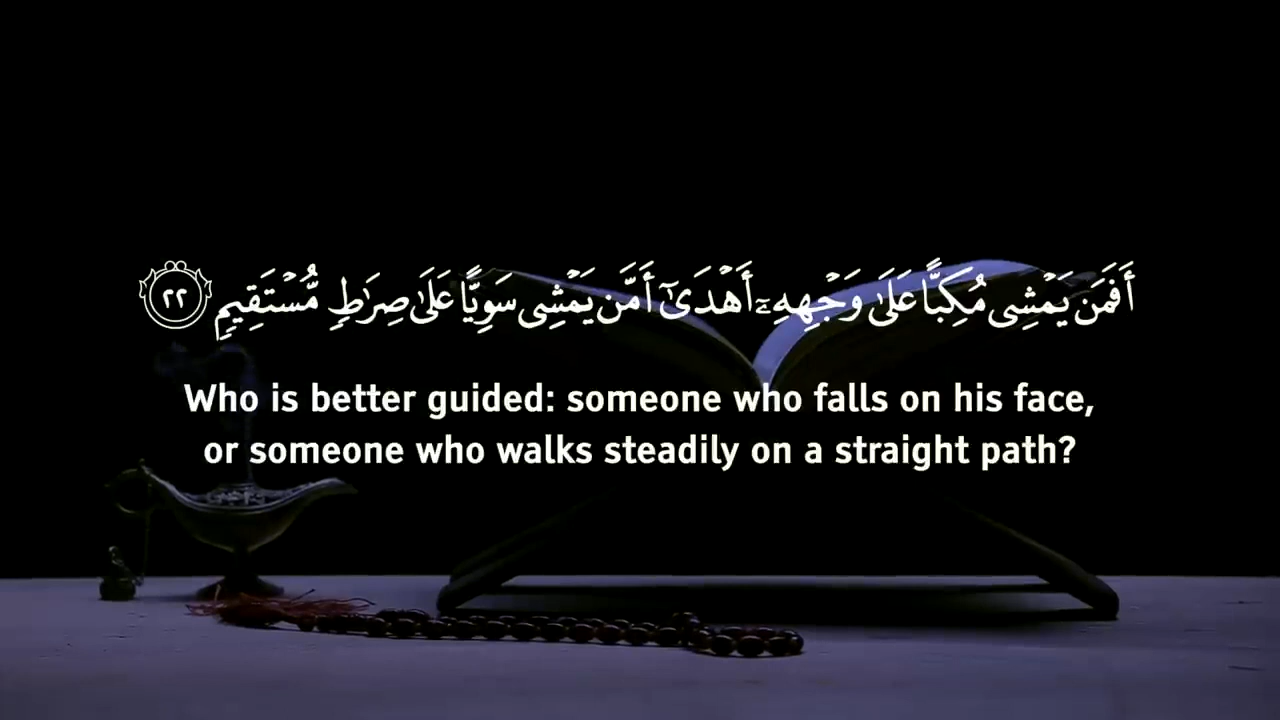 أَفَمَن يَمْشِى مُكِبًّا عَلَىٰ وَجْهِهِۦٓ أَهْدَىٰٓ أَمَّن يَمْشِى سَوِيًّا عَلَىٰ صِرَٰطٍ مُّسْتَقِيمٍ ٢٢
Who is better guided: someone who falls on his face,
or someone who walks steadily on a straight path?